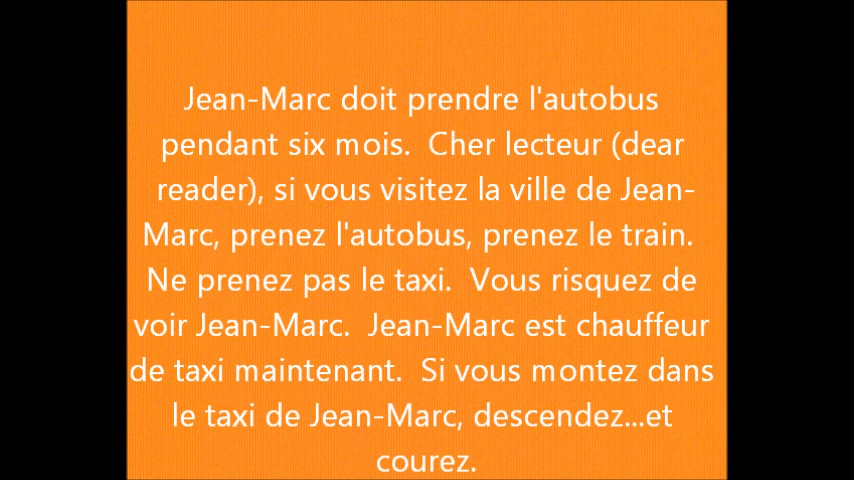 Jean-Marc doit prendre l'autobus
pendant six mois.  Cher lecteur (dear
reader), si vous visitez la ville de Jean-
Marc, prenez l'autobus, prenez le train.
Ne prenez pas le taxi.  Vous risquez de
voir Jean-Marc.  Jean-Marc est chauffeur
de taxi maintenant.  Si vous montez dans
le taxi de Jean-Marc, descendez...et
courez.